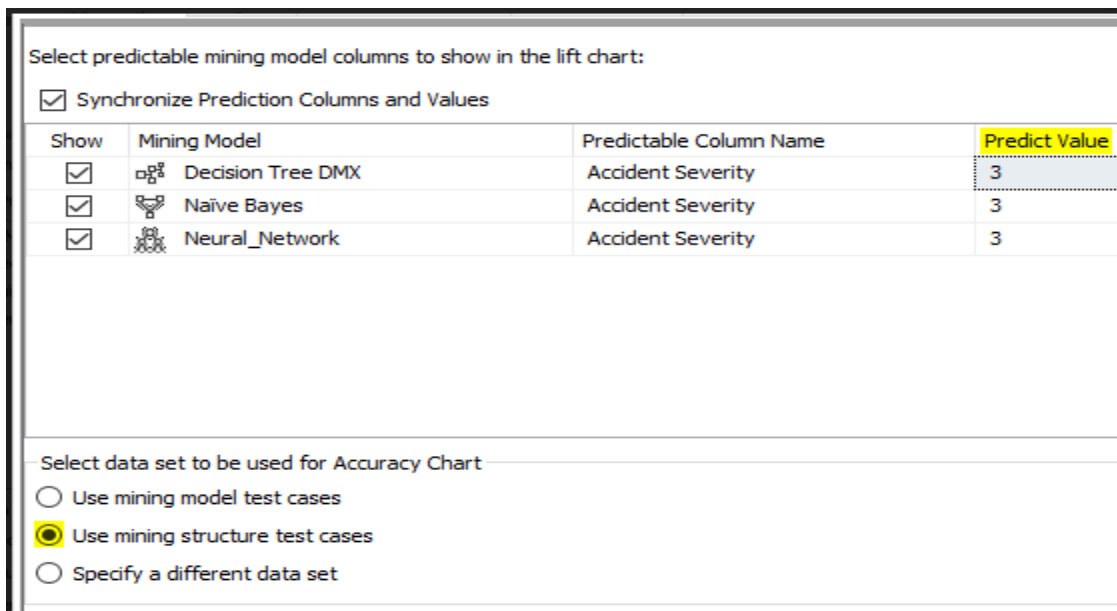 Select predictable mining model columns to show in the lift chart:
Synchronize Prediction Columns and Values
Show Mining Model Predictable Column Name Predict Value
Decision Tree DMX Accident Severity 3
Naïve Bayes Accident Severity 3
Neural_Network Accident Severity 3
Select data set to be used for Accuracy Chart
Use mining model test cases
Use mining structure test cases
Specify a different data set